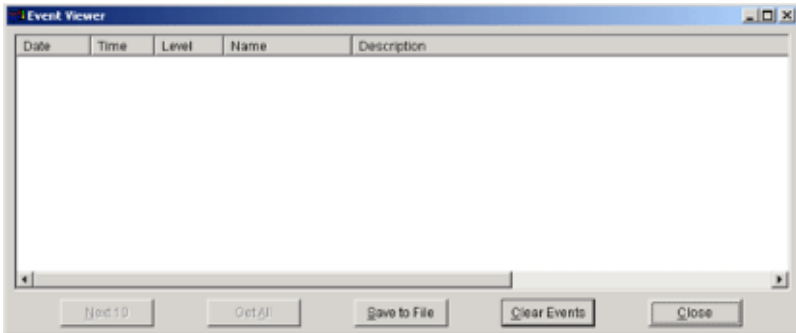 Event Viewer
Date Time Level Name Description
Next 10 Get All Save to File Clear Events Close